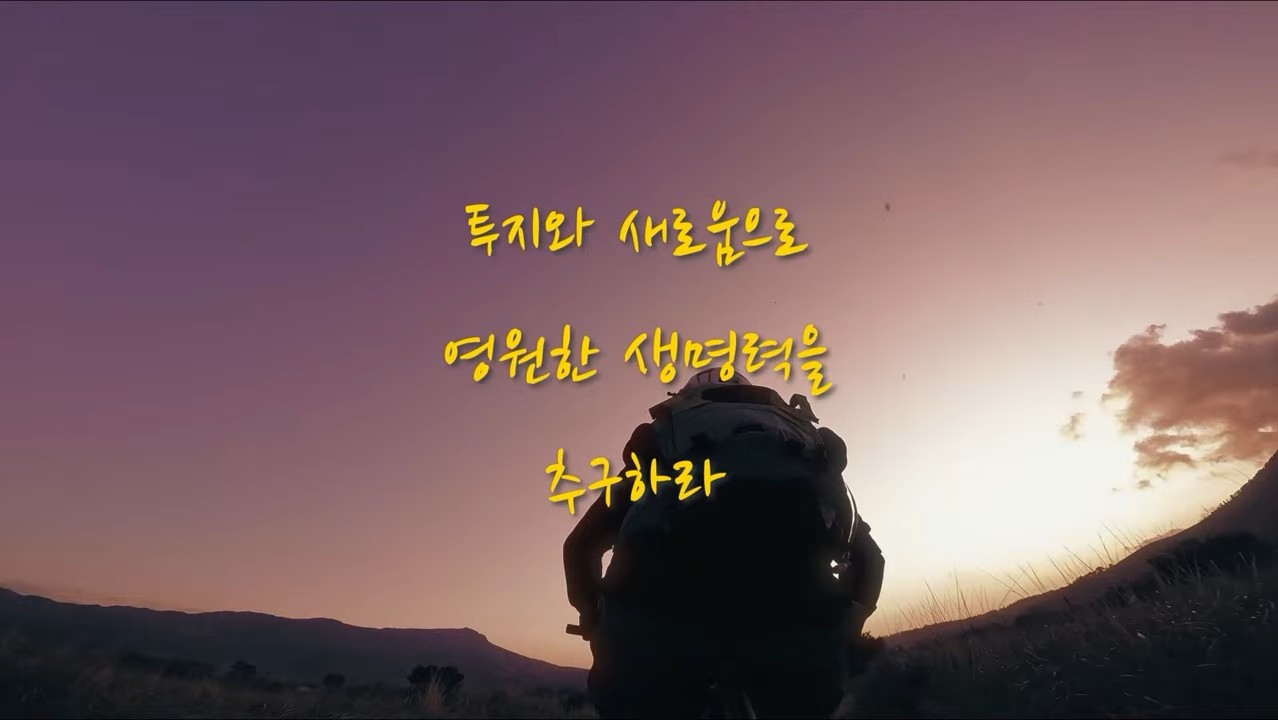 투지와 새로움으로
영원한 생명력을
추구하라